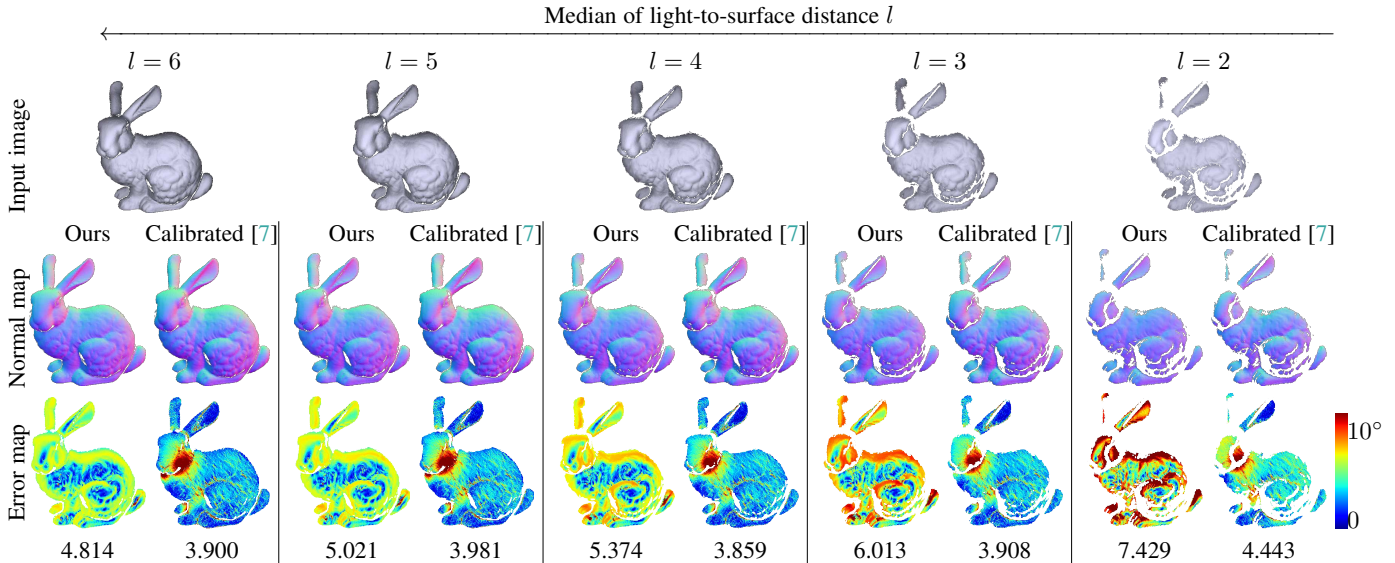 Median of light-to-surface distance l
l = 6 l = 5 l = 4 l = 3 l = 2
Input image
Ours Calibrated [7] Ours Calibrated [7] Ours Calibrated [7] Ours Calibrated [7] Ours Calibrated [7]
Normal map
Error map
10°
0
4.814 3.900 5.021 3.981 5.374 3.859 6.013 3.908 7.429 4.443